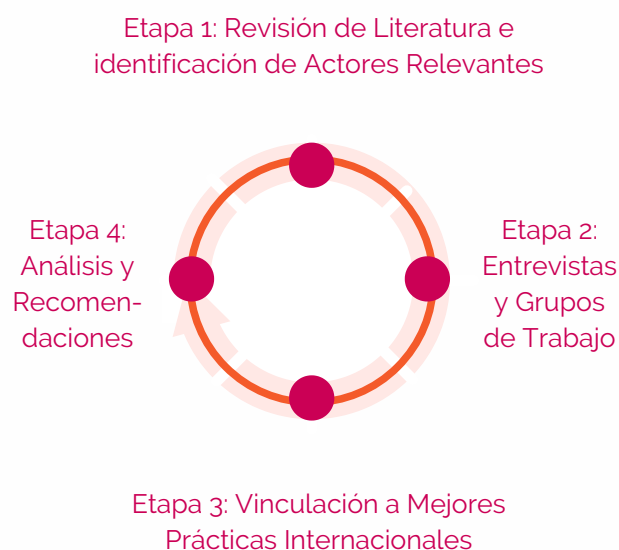 Etapa 1: Revisión de Literatura e
identificación de Actores Relevantes
Etapa 4:
Análisis y
Recomen-
daciones
Etapa 2:
Entrevistas
y Grupos
de Trabajo
Etapa 3: Vinculación a Mejores
Prácticas Internacionales